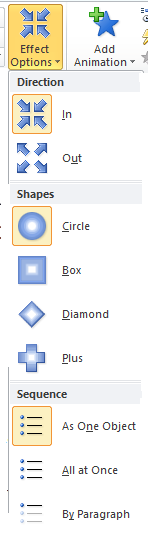 Effect Add
Options Animation
Direction
In
Out
Shapes
Circle
Box
Diamond
Plus
Sequence
As One Object
All at Once
By Paragraph